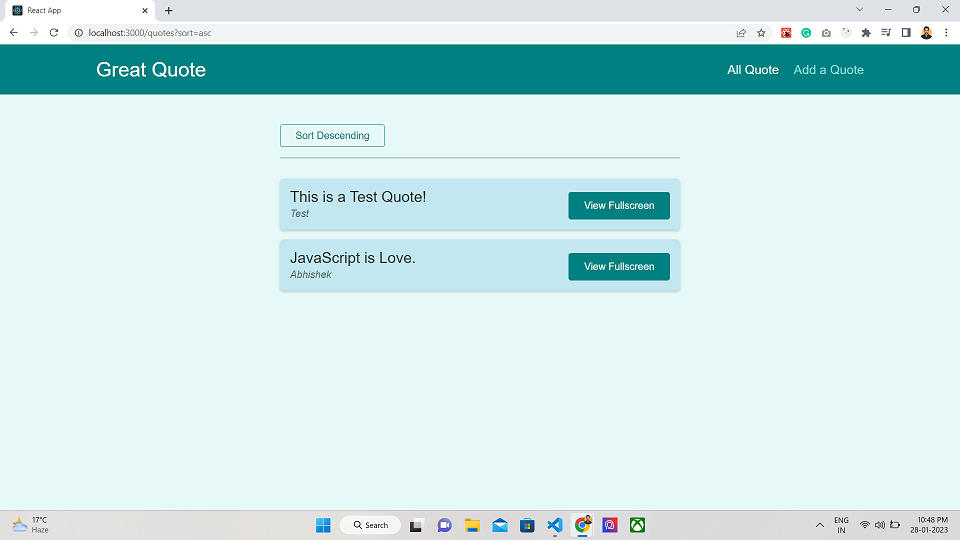 React App
localhost:3000/quotes?sort=asc
Great Quote
All Quote
Add a Quote
Sort Descending
This is a Test Quote!
Test
View Fullscreen
JavaScript is Love.
Abhishek
View Fullscreen
17°C
Haze
Search
ENG
IN
10:48 PM
28-01-2023